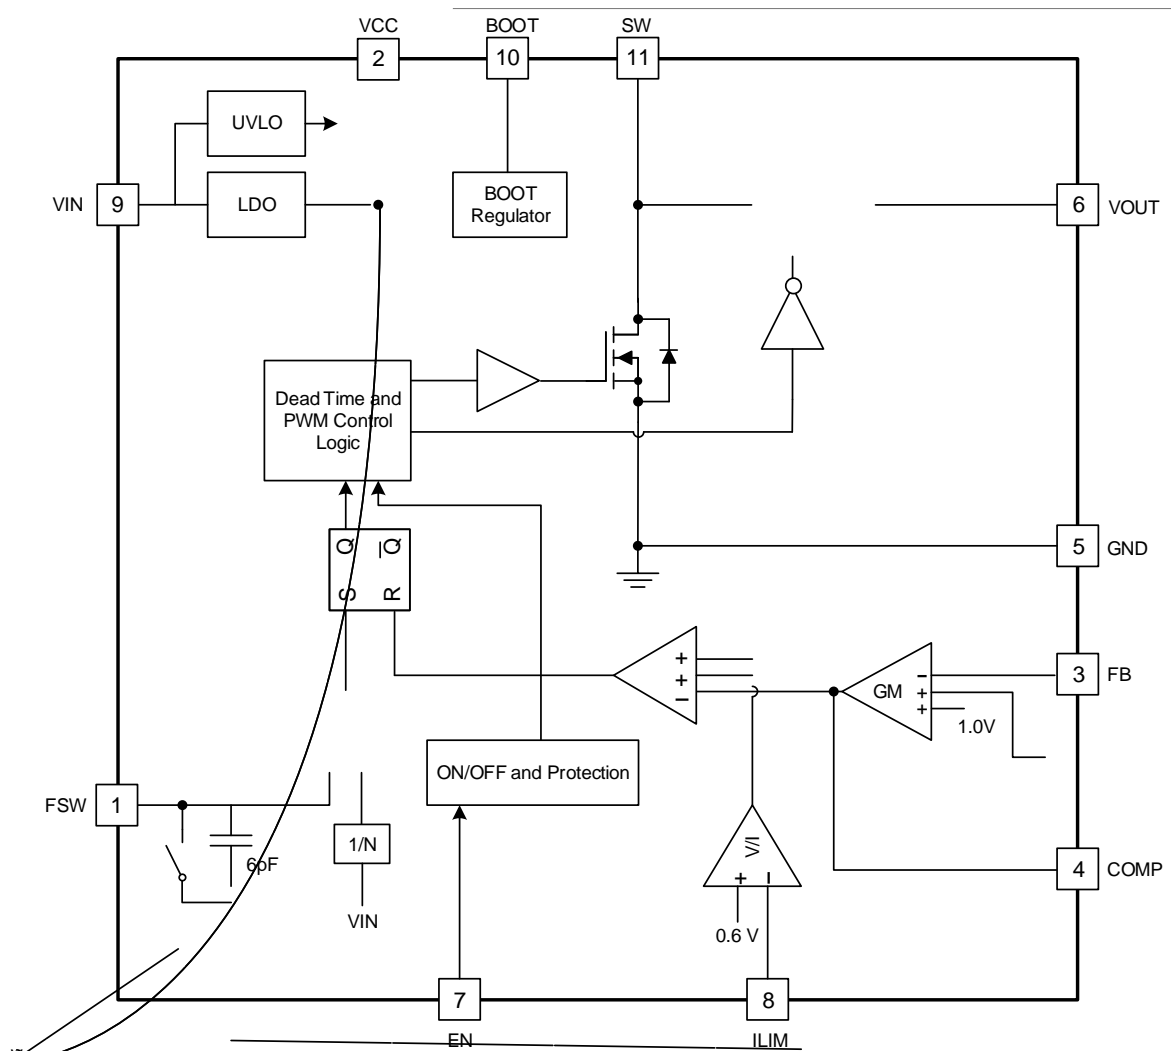 VCC
BOOT
SW
2
10
11
UVLO
VIN
9
LDO
BOOT
Regulator
6
VOUT
Dead Time and
PWM Control
Logic
Q
Q̅
S
R
5
GND
+
+
−
GM
−
+
+
1.0V
3
FB
ON/OFF and Protection
FSW
1
6pF
1/N
VIN
V/I
+
−
0.6 V
4
COMP
7
8
EN
ILIM